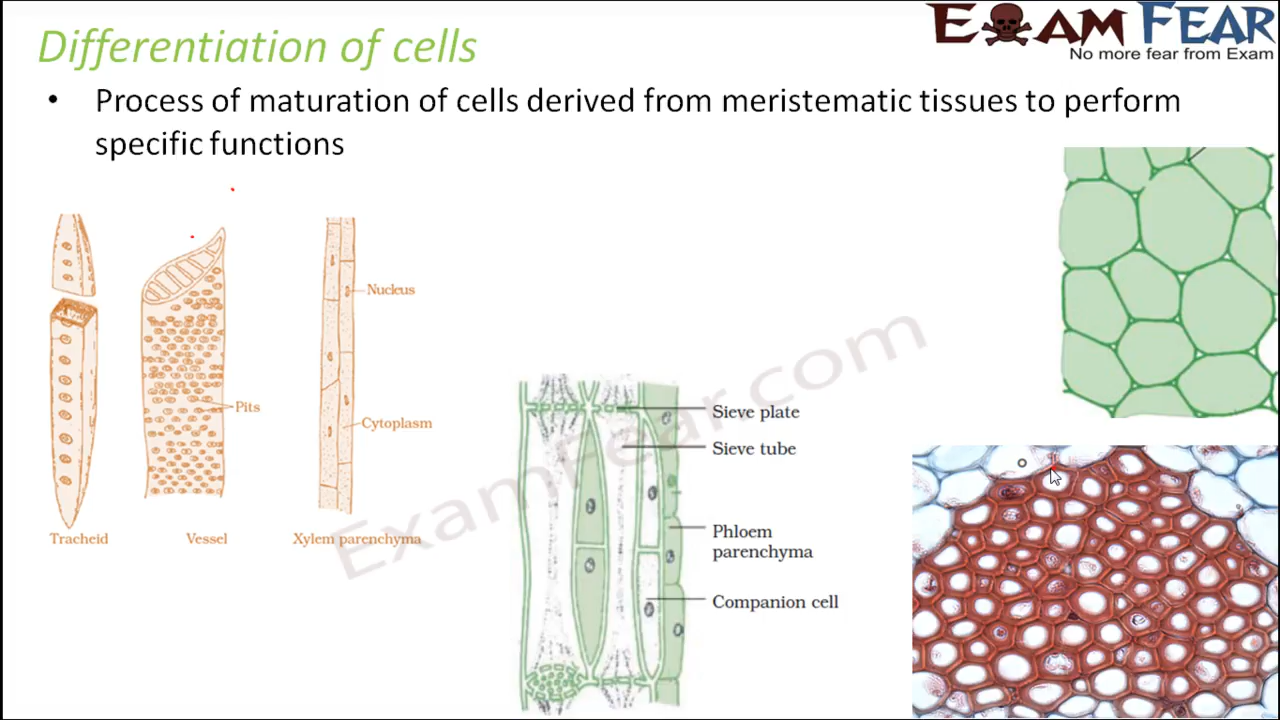 Differentiation of cells
EXAM FEAR
No more fear from Exam
• Process of maturation of cells derived from meristematic tissues to perform
specific functions
Nucleus
Pits
Cytoplasm
Tracheid
Vessel
Xylem parenchyma
Sieve plate
Sieve tube
Phloem
parenchyma
Companion cell
ExamFear.com